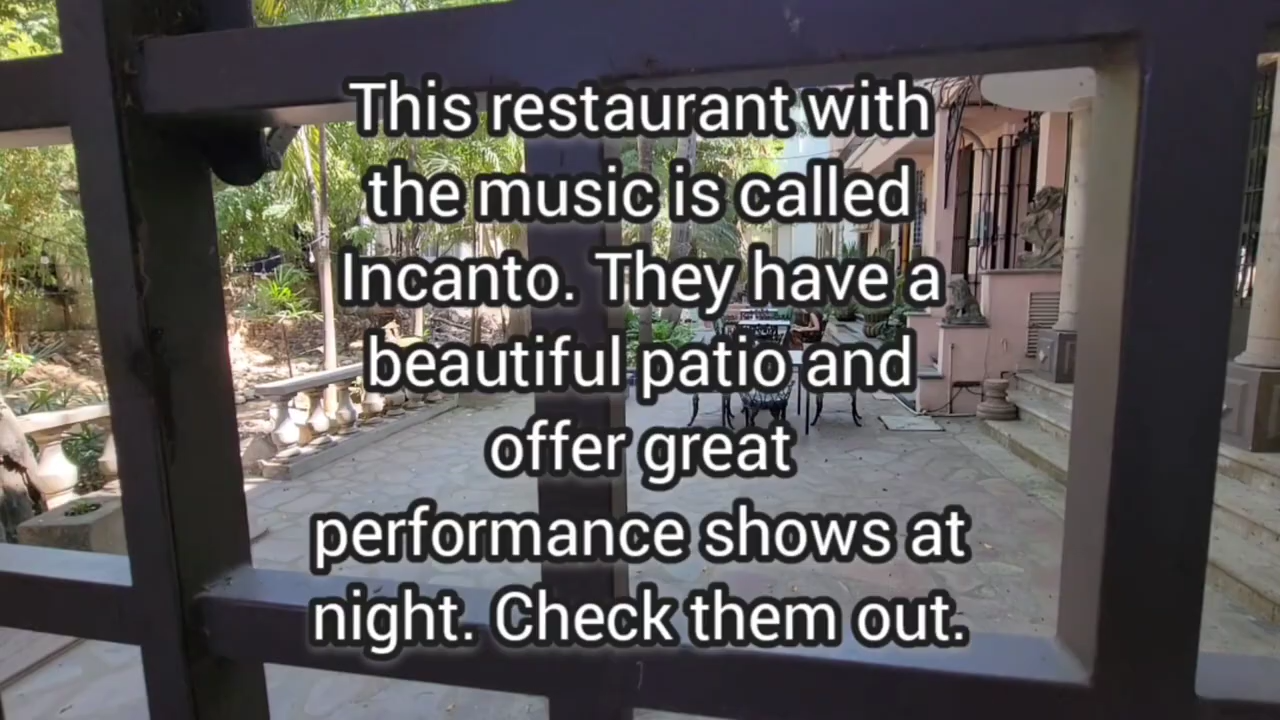 This restaurant with
the music is called
Incanto.  They have a
beautiful patio and
offer great
performance shows at
night. Check them out.